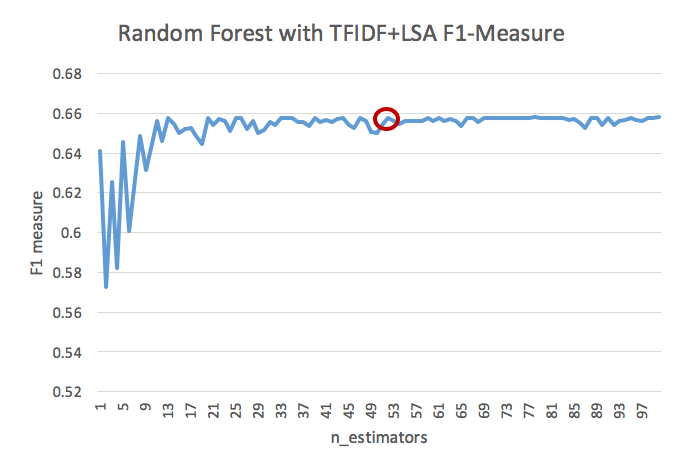 Random Forest with TFIDF+LSA F1-Measure
0.68
0.66
0.64
0.62
0.6
0.58
0.56
0.54
0.52
F1 measure
1 5 9 13 17 21 25 29 33 37 41 45 49 53 57 61 65 69 73 77 81 85 89 93 97
n_estimators